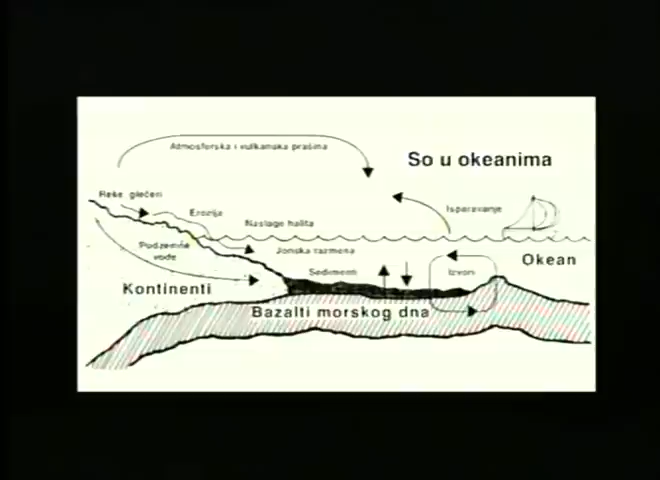 Atmosferska i vulkanska prašina
So u okeanima
Reke glečeri
Erozija
Isparavanje
Naslage halita
Podzemne
vode
Jonska razmena
Okean
Sedimenti
Izvori
Kontinenti
Bazalti morskog dna